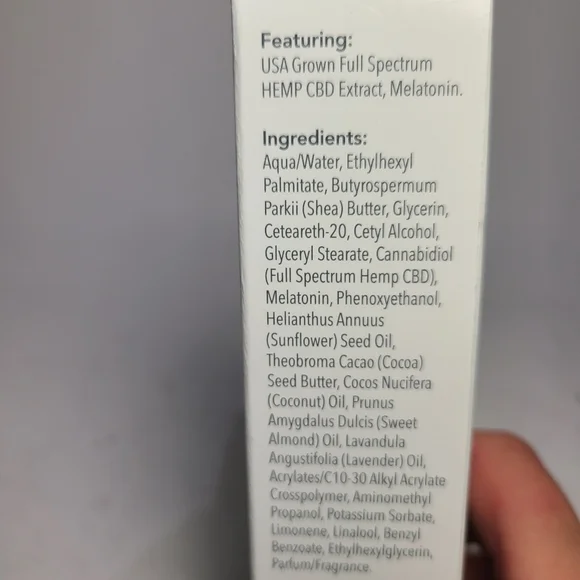 Featuring:
USA Grown Full Spectrum
HEMP CBD Extract, Melatonin.
Ingredients:
Aqua/Water, Ethylhexyl
Palmitate, Butyrospermum
Parkii (Shea) Butter, Glycerin,
Ceteareth-20, Cetyl Alcohol,
Glyceryl Stearate, Cannabidiol
(Full Spectrum Hemp CBD),
Melatonin, Phenoxyethanol,
Helianthus Annuus
(Sunflower) Seed Oil,
Theobroma Cacao (Cocoa)
Seed Butter, Cocos Nucifera
(Coconut) Oil, Prunus
Amygdalus Dulcis (Sweet
Almond) Oil, Lavandula
Angustifolia (Lavender) Oil,
Acrylates/C10-30 Alkyl Acrylate
Crosspolymer, Aminomethyl
Propanol, Potassium Sorbate,
Limonene, Linalool, Benzyl
Benzoate, Ethylhexylglycerin,
Parfum/Fragrance.